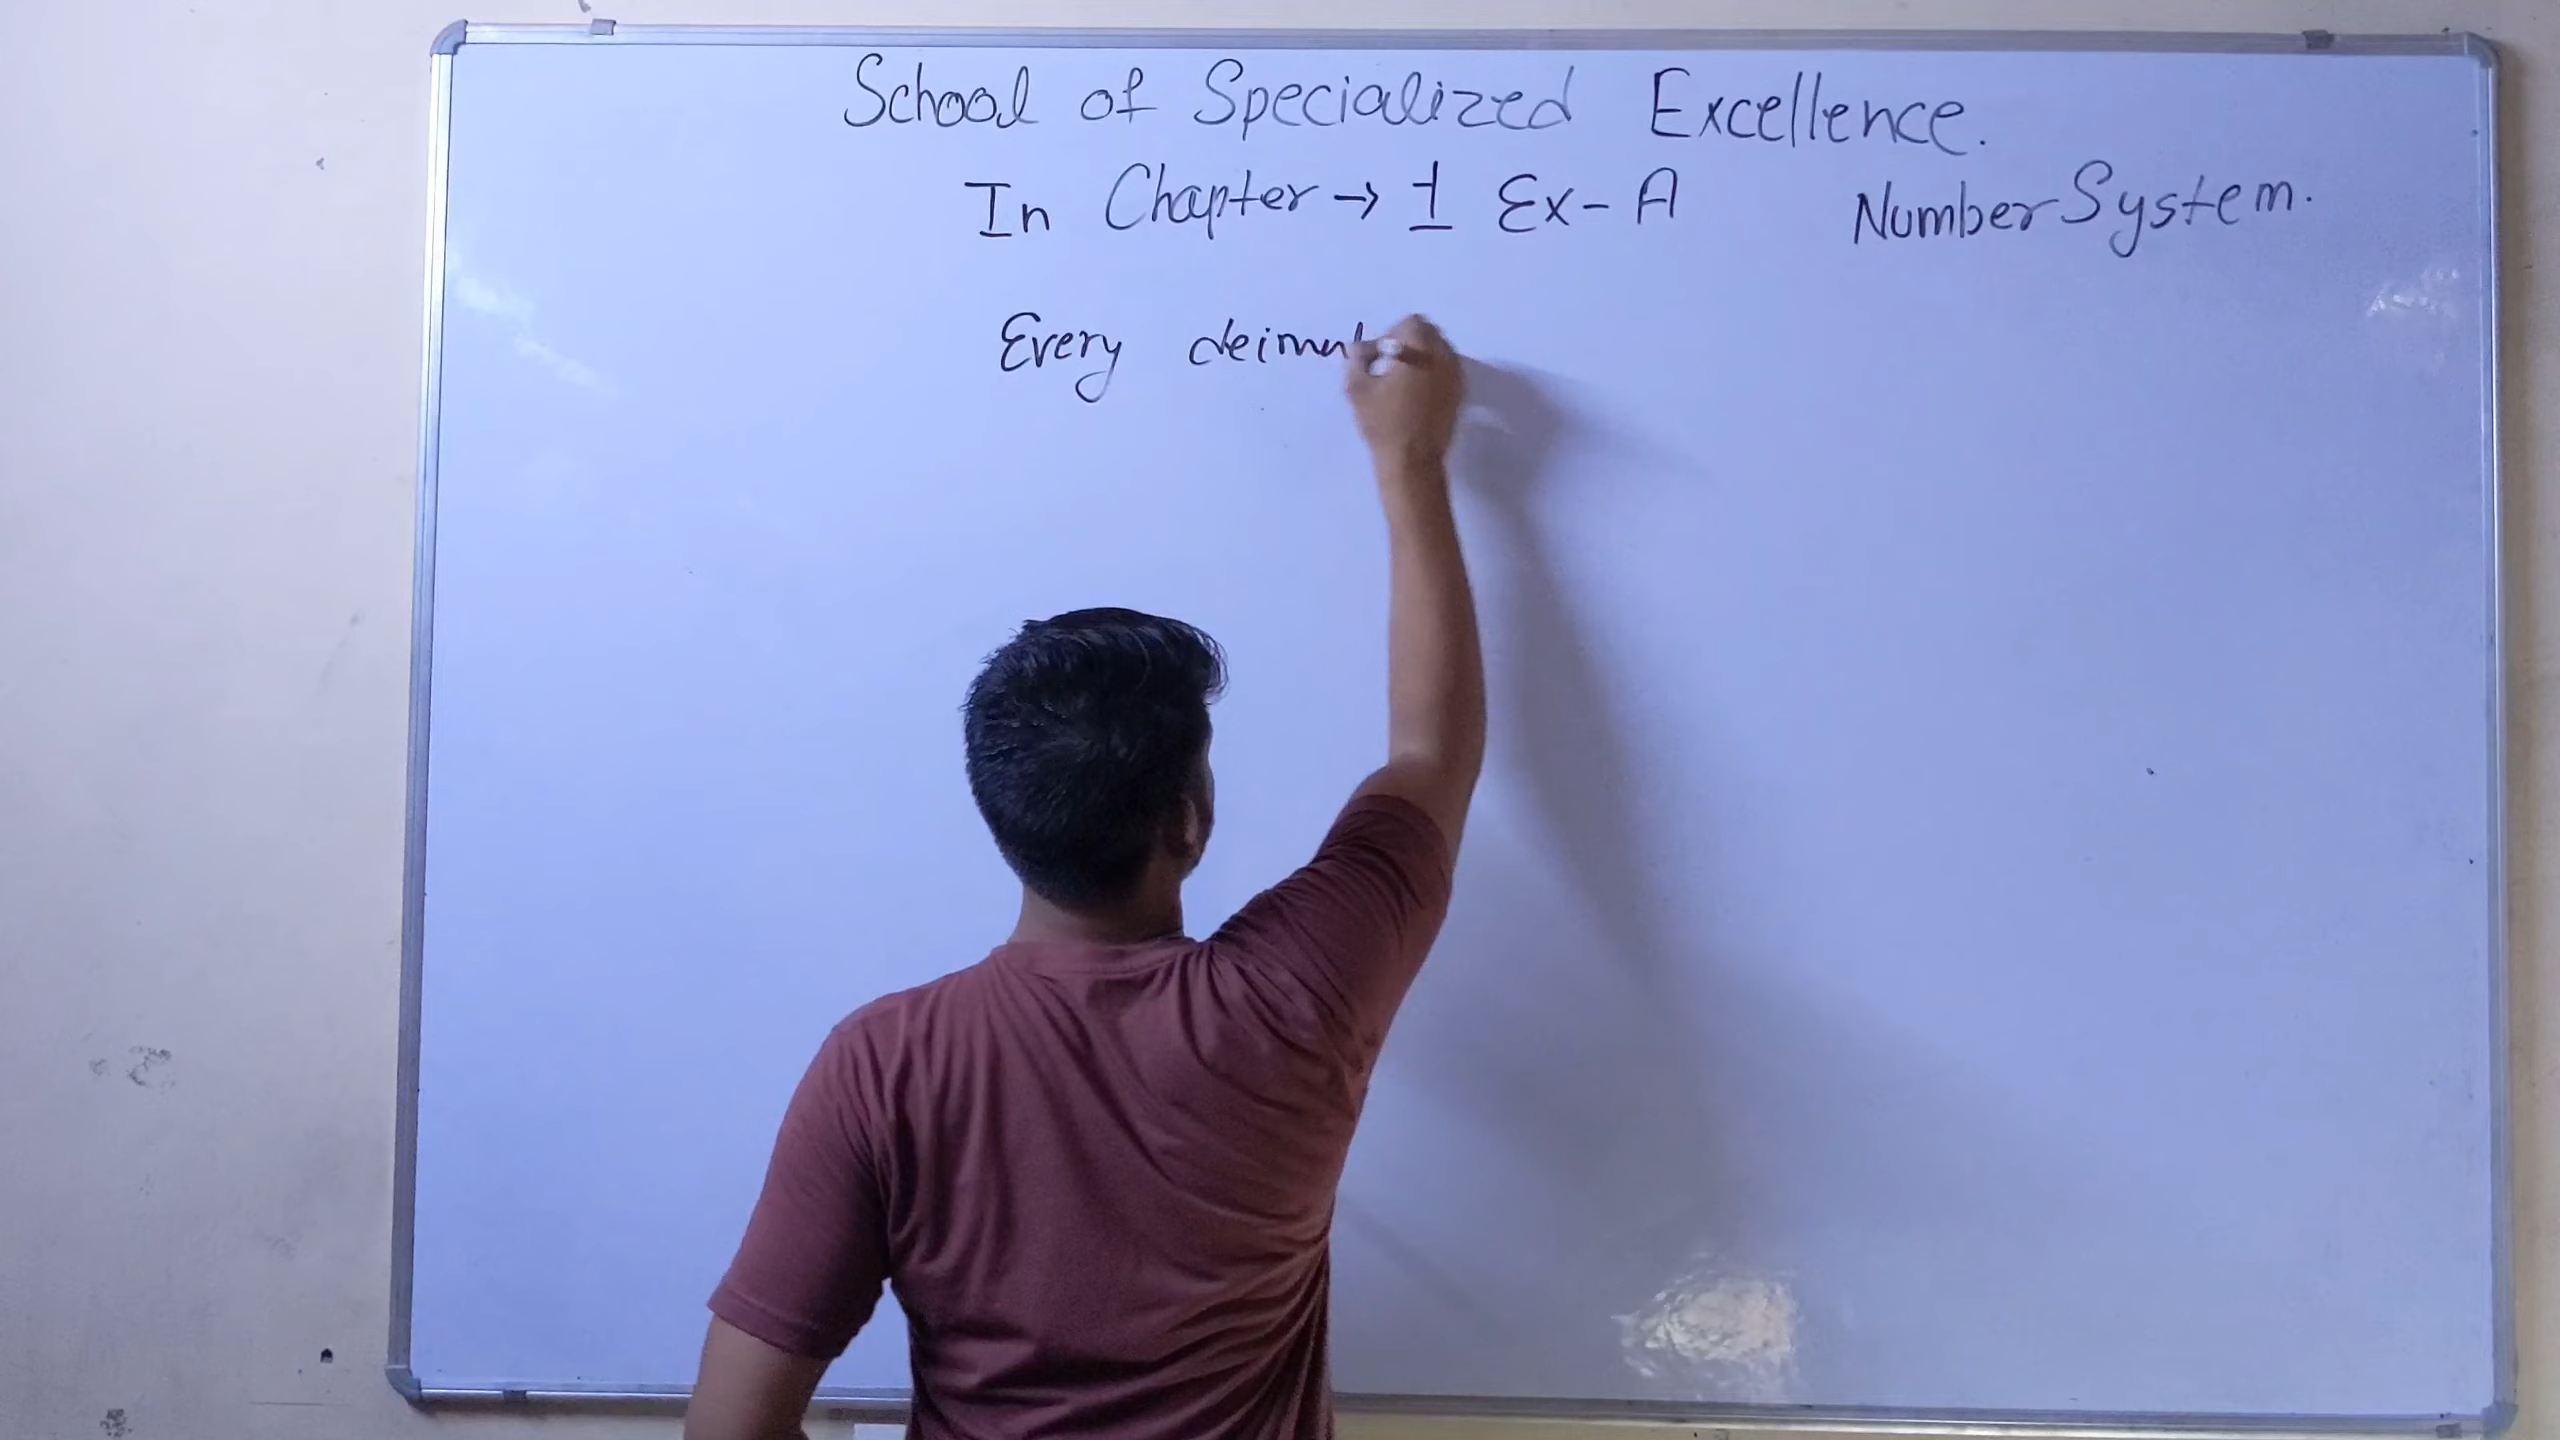 School of Specialized Excellence.
In Chapter → 1 Ex - A Number System.
Every deimal